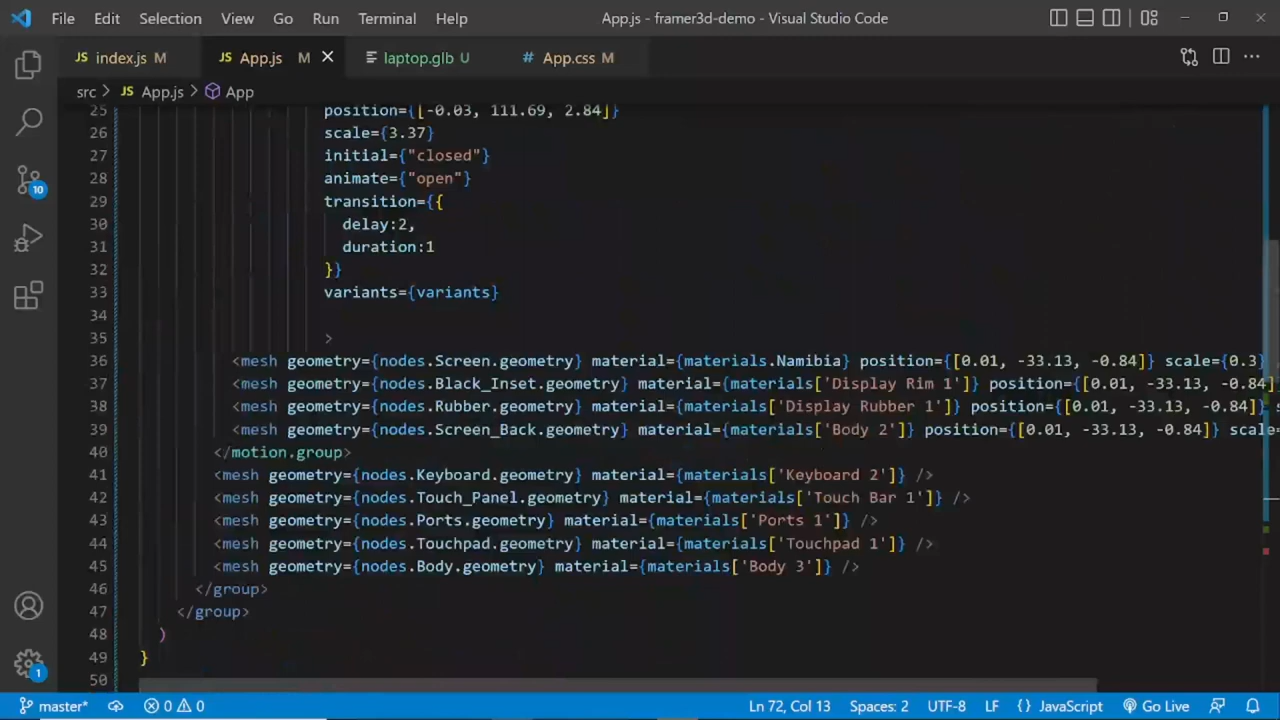 File Edit Selection View Go Run Terminal Help App.js - framer3d-demo - Visual Studio Code
JS index.js M JS App.js M laptop.glb U # App.css M
src > JS App.js > App
25 position={[-0.03, 111.69, 2.84]}
26 scale={3.37}
27 initial={"closed"}
28 animate={"open"}
29 transition={{
30 delay:2,
31 duration:1
32 }}
33 variants={variants}
34
35 >
36 <mesh geometry={nodes.Screen.geometry} material={materials.Namibia} position={[0.01, -33.13, -0.84]} scale={0.3}
37 <mesh geometry={nodes.Black_Inset.geometry} material={materials['Display Rim 1']} position={[0.01, -33.13, -0.84]
38 <mesh geometry={nodes.Rubber.geometry} material={materials['Display Rubber 1']} position={[0.01, -33.13, -0.84]} s
39 <mesh geometry={nodes.Screen_Back.geometry} material={materials['Body 2']} position={[0.01, -33.13, -0.84]} scale=
40 </motion.group>
41 <mesh geometry={nodes.Keyboard.geometry} material={materials['Keyboard 2']} />
42 <mesh geometry={nodes.Touch_Panel.geometry} material={materials['Touch Bar 1']} />
43 <mesh geometry={nodes.Ports.geometry} material={materials['Ports 1']} />
44 <mesh geometry={nodes.Touchpad.geometry} material={materials['Touchpad 1']} />
45 <mesh geometry={nodes.Body.geometry} material={materials['Body 3']} />
46 </group>
47 </group>
48 )
49 }
50
10
1
master* 0 0 Ln 72, Col 13 Spaces: 2 UTF-8 LF {} JavaScript Go Live